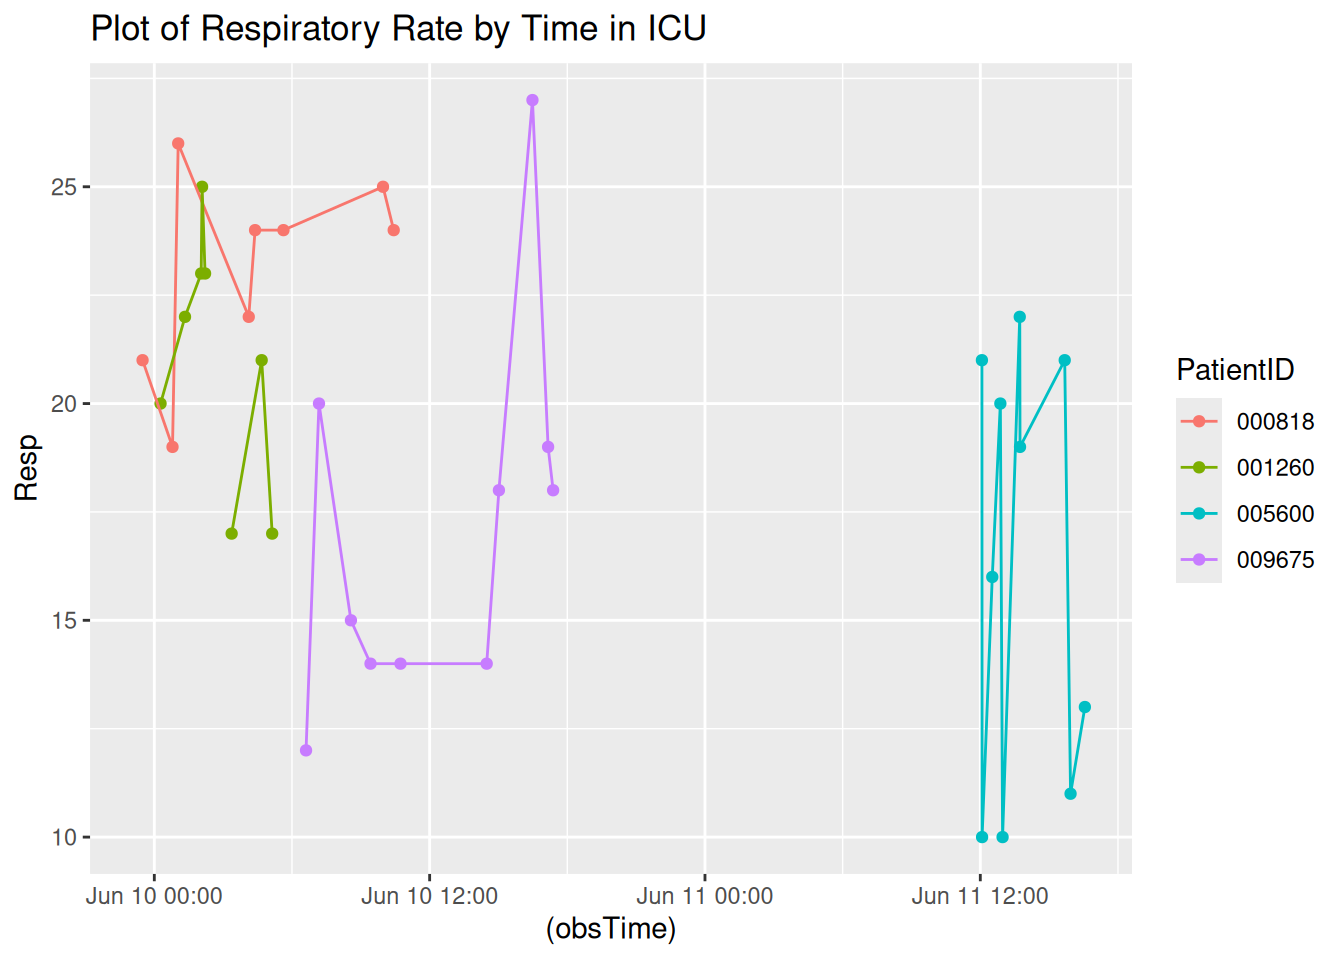 Plot of Respiratory Rate by Time in ICU
Resp
25
20
15
10
Jun 10 00:00
Jun 10 12:00
Jun 11 00:00
Jun 11 12:00
(obsTime)
PatientID
000818
001260
005600
009675